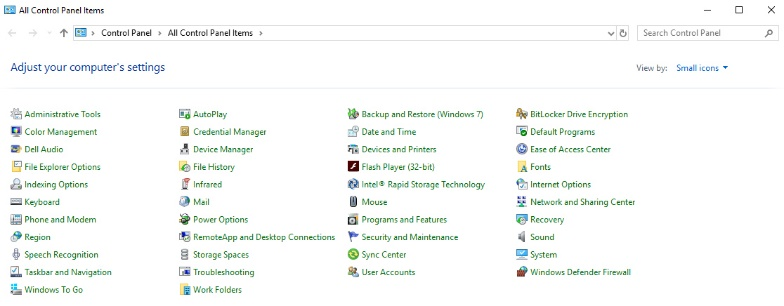 All Control Panel Items
Control Panel > All Control Panel Items >
Search Control Panel
Adjust your computer's settings
View by: Small icons
Administrative Tools AutoPlay Backup and Restore (Windows 7) BitLocker Drive Encryption
Color Management Credential Manager Date and Time Default Programs
Dell Audio Device Manager Devices and Printers Ease of Access Center
File Explorer Options File History Flash Player (32-bit) Fonts
Indexing Options Infrared Intel® Rapid Storage Technology Internet Options
Keyboard Mail Mouse Network and Sharing Center
Phone and Modem Power Options Programs and Features Recovery
Region RemoteApp and Desktop Connections Security and Maintenance Sound
Speech Recognition Storage Spaces Sync Center System
Taskbar and Navigation Troubleshooting User Accounts Windows Defender Firewall
Windows To Go Work Folders